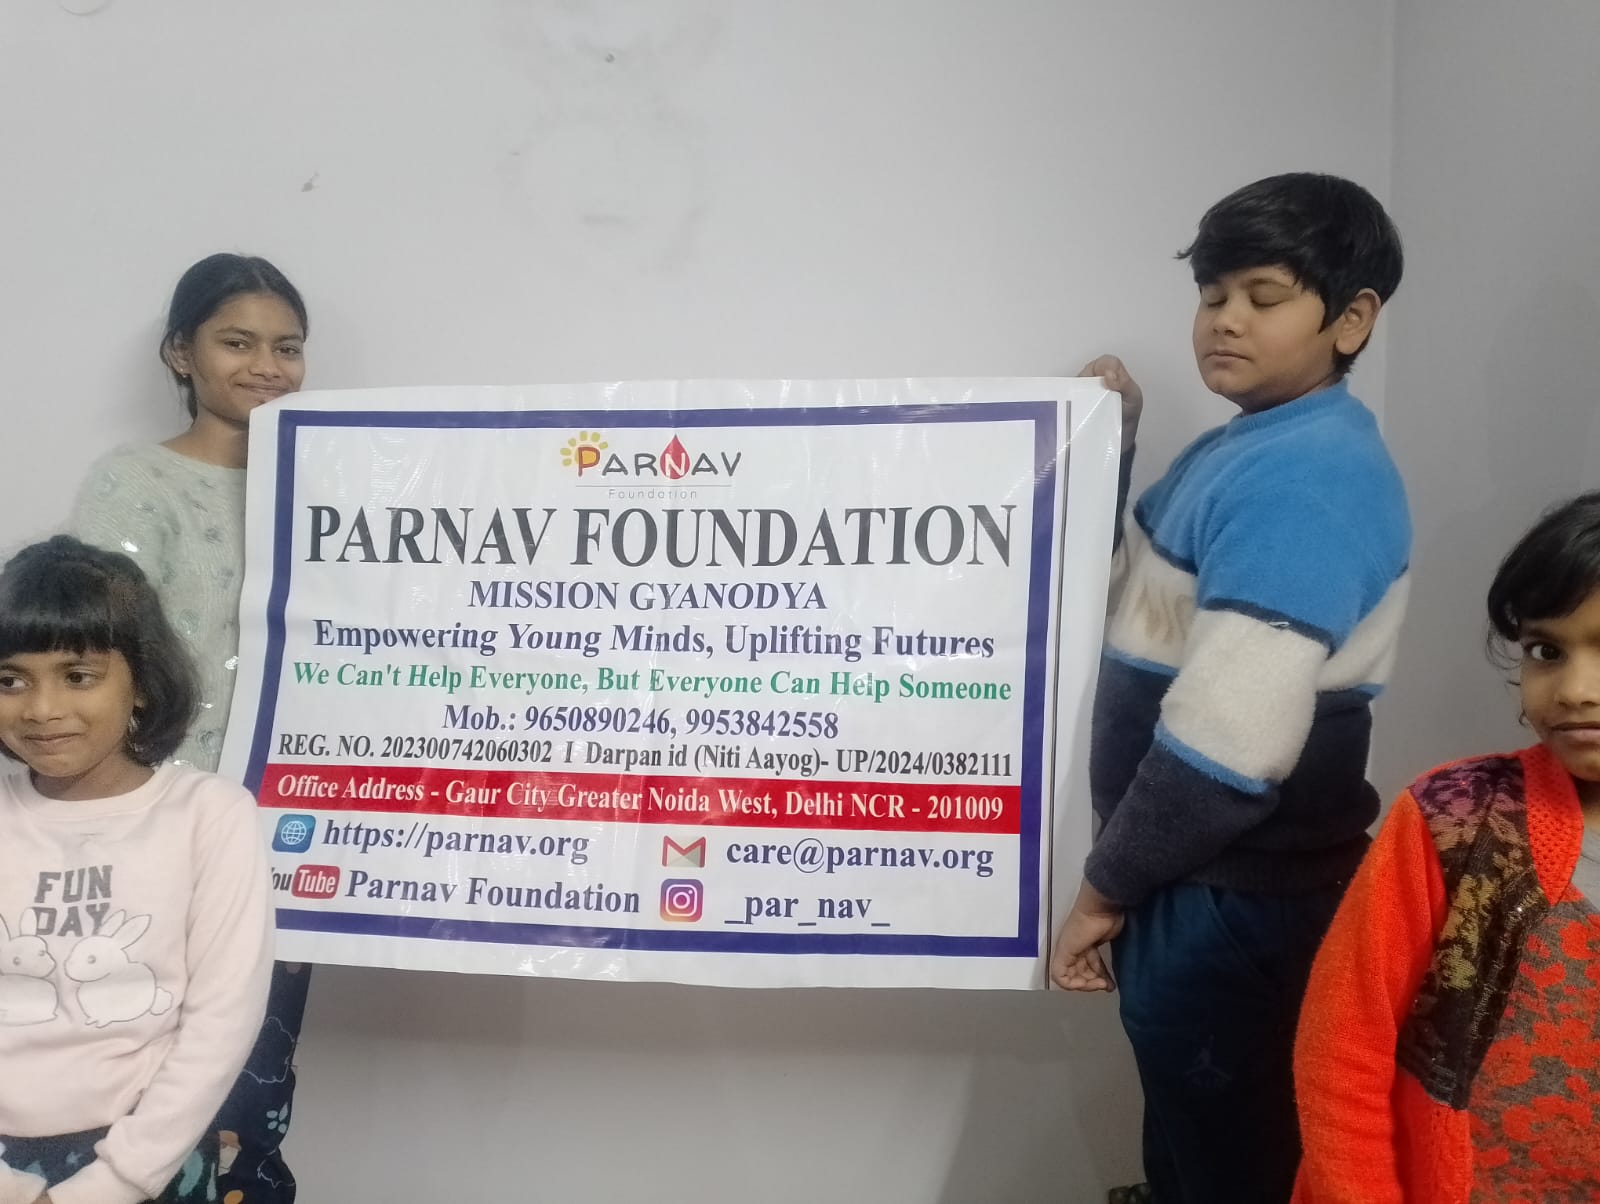 PARNAV
Foundation
PARNAV FOUNDATION
MISSION GYANODYA
Empowering Young Minds, Uplifting Futures
We Can't Help Everyone, But Everyone Can Help Someone
Mob.: 9650890246, 9953842558
REG. NO. 202300742060302 I Darpan id (Niti Aayog)- UP/2024/0382111
Office Address - Gaur City Greater Noida West, Delhi NCR - 201009
https://parnav.org care@parnav.org
YouTube Parnav Foundation _par_nav_
FUN
DAY